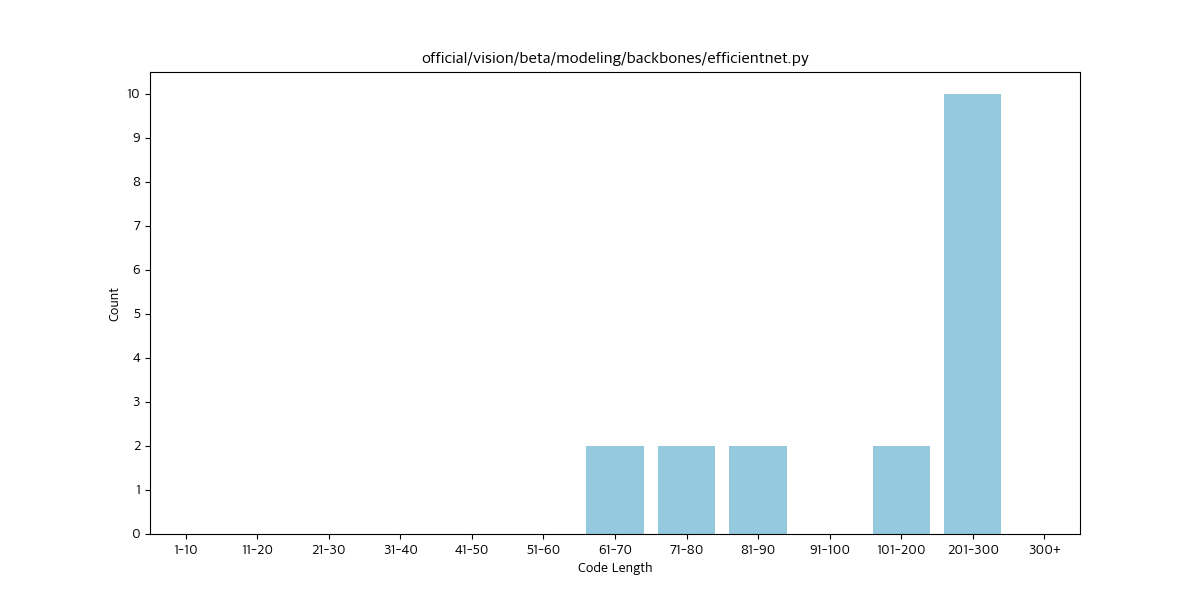 official/vision/beta/modeling/backbones/efficientnet.py
10
9
8
7
6
5
4
3
2
1
0
Count
1-10 11-20 21-30 31-40 41-50 51-60 61-70 71-80 81-90 91-100 101-200 201-300 300+
Code Length